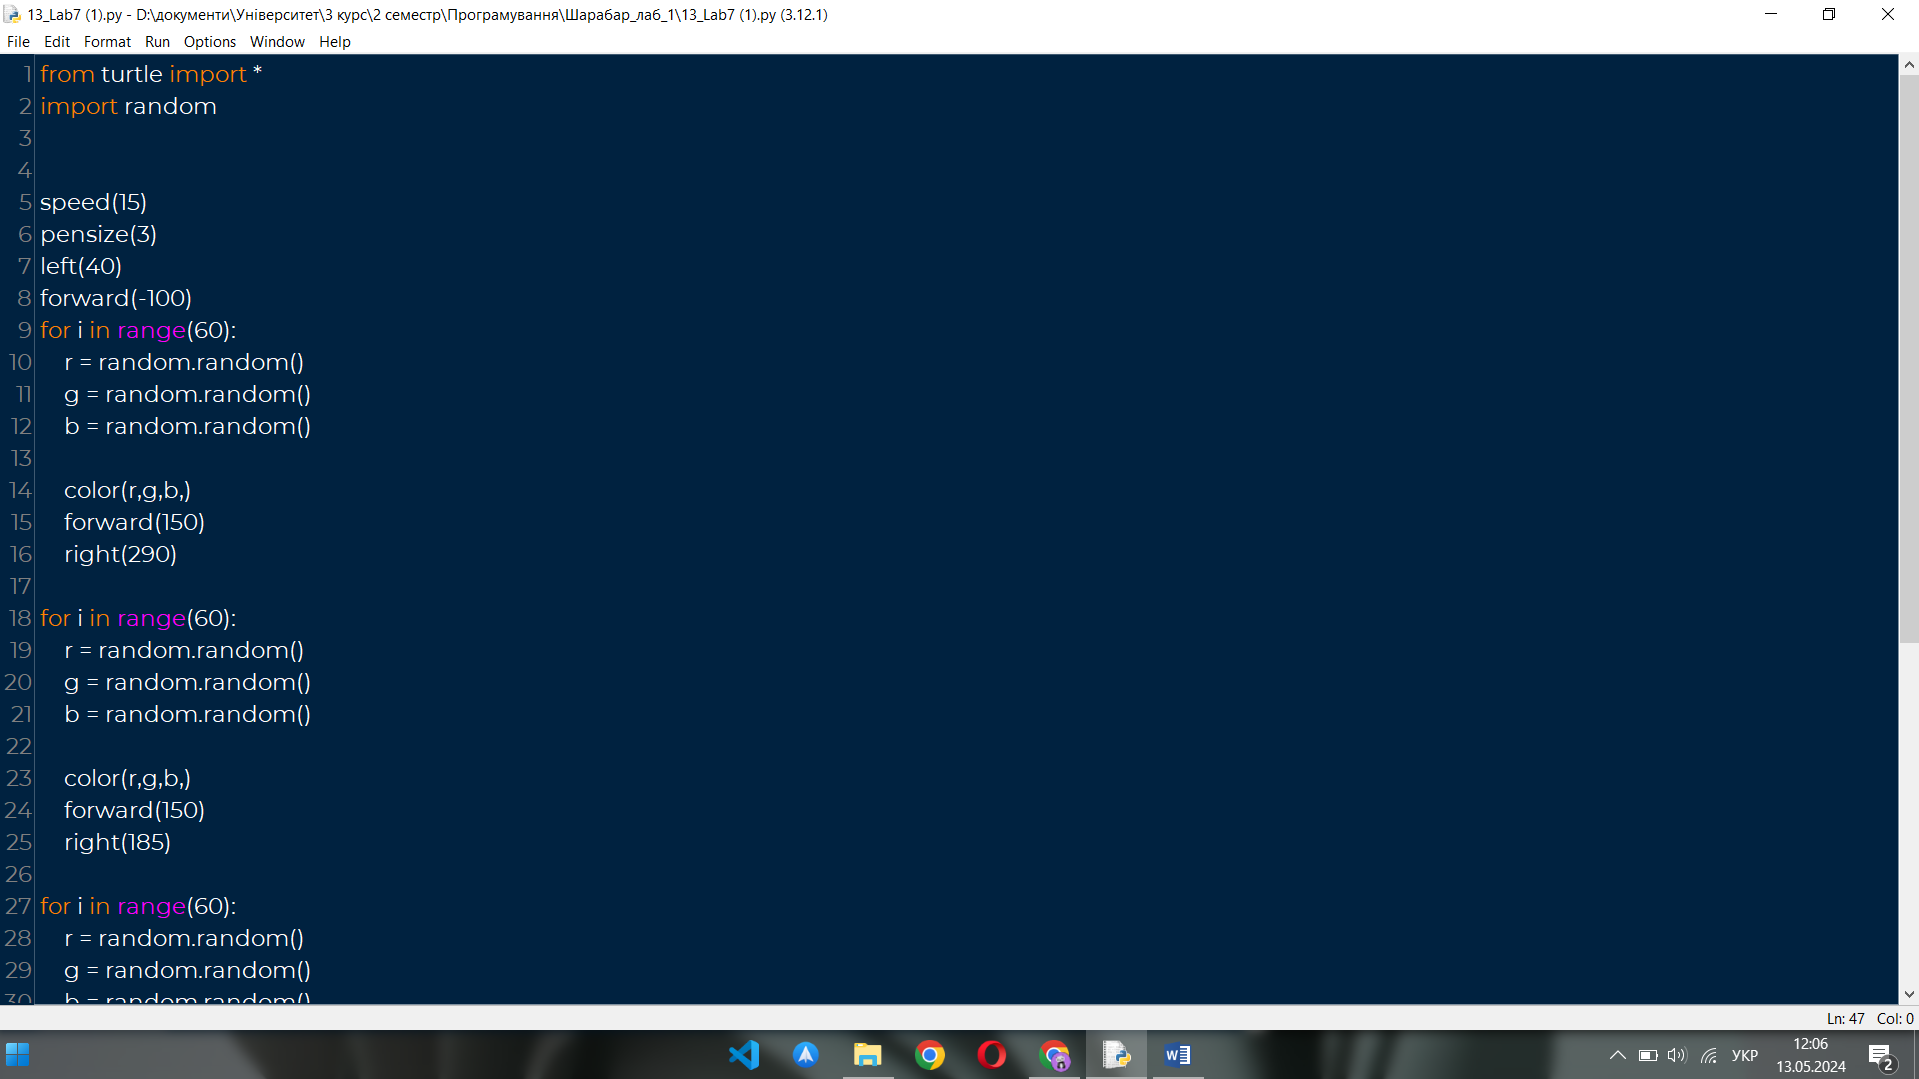 13_Lab7 (1).py - D:\документи\Університет\3 курс\2 семестр\Програмування\Шарабар_лаб_1\13_Lab7 (1).py (3.12.1)
File Edit Format Run Options Window Help
1 from turtle import *
2 import random
3
4
5 speed(15)
6 pensize(3)
7 left(40)
8 forward(-100)
9 for i in range(60):
10     r = random.random()
11     g = random.random()
12     b = random.random()
13
14     color(r,g,b,)
15     forward(150)
16     right(290)
17
18 for i in range(60):
19     r = random.random()
20     g = random.random()
21     b = random.random()
22
23     color(r,g,b,)
24     forward(150)
25     right(185)
26
27 for i in range(60):
28     r = random.random()
29     g = random.random()
30     b = random.random()
Ln: 47 Col: 0
УКР
12:06
13.05.2024
2